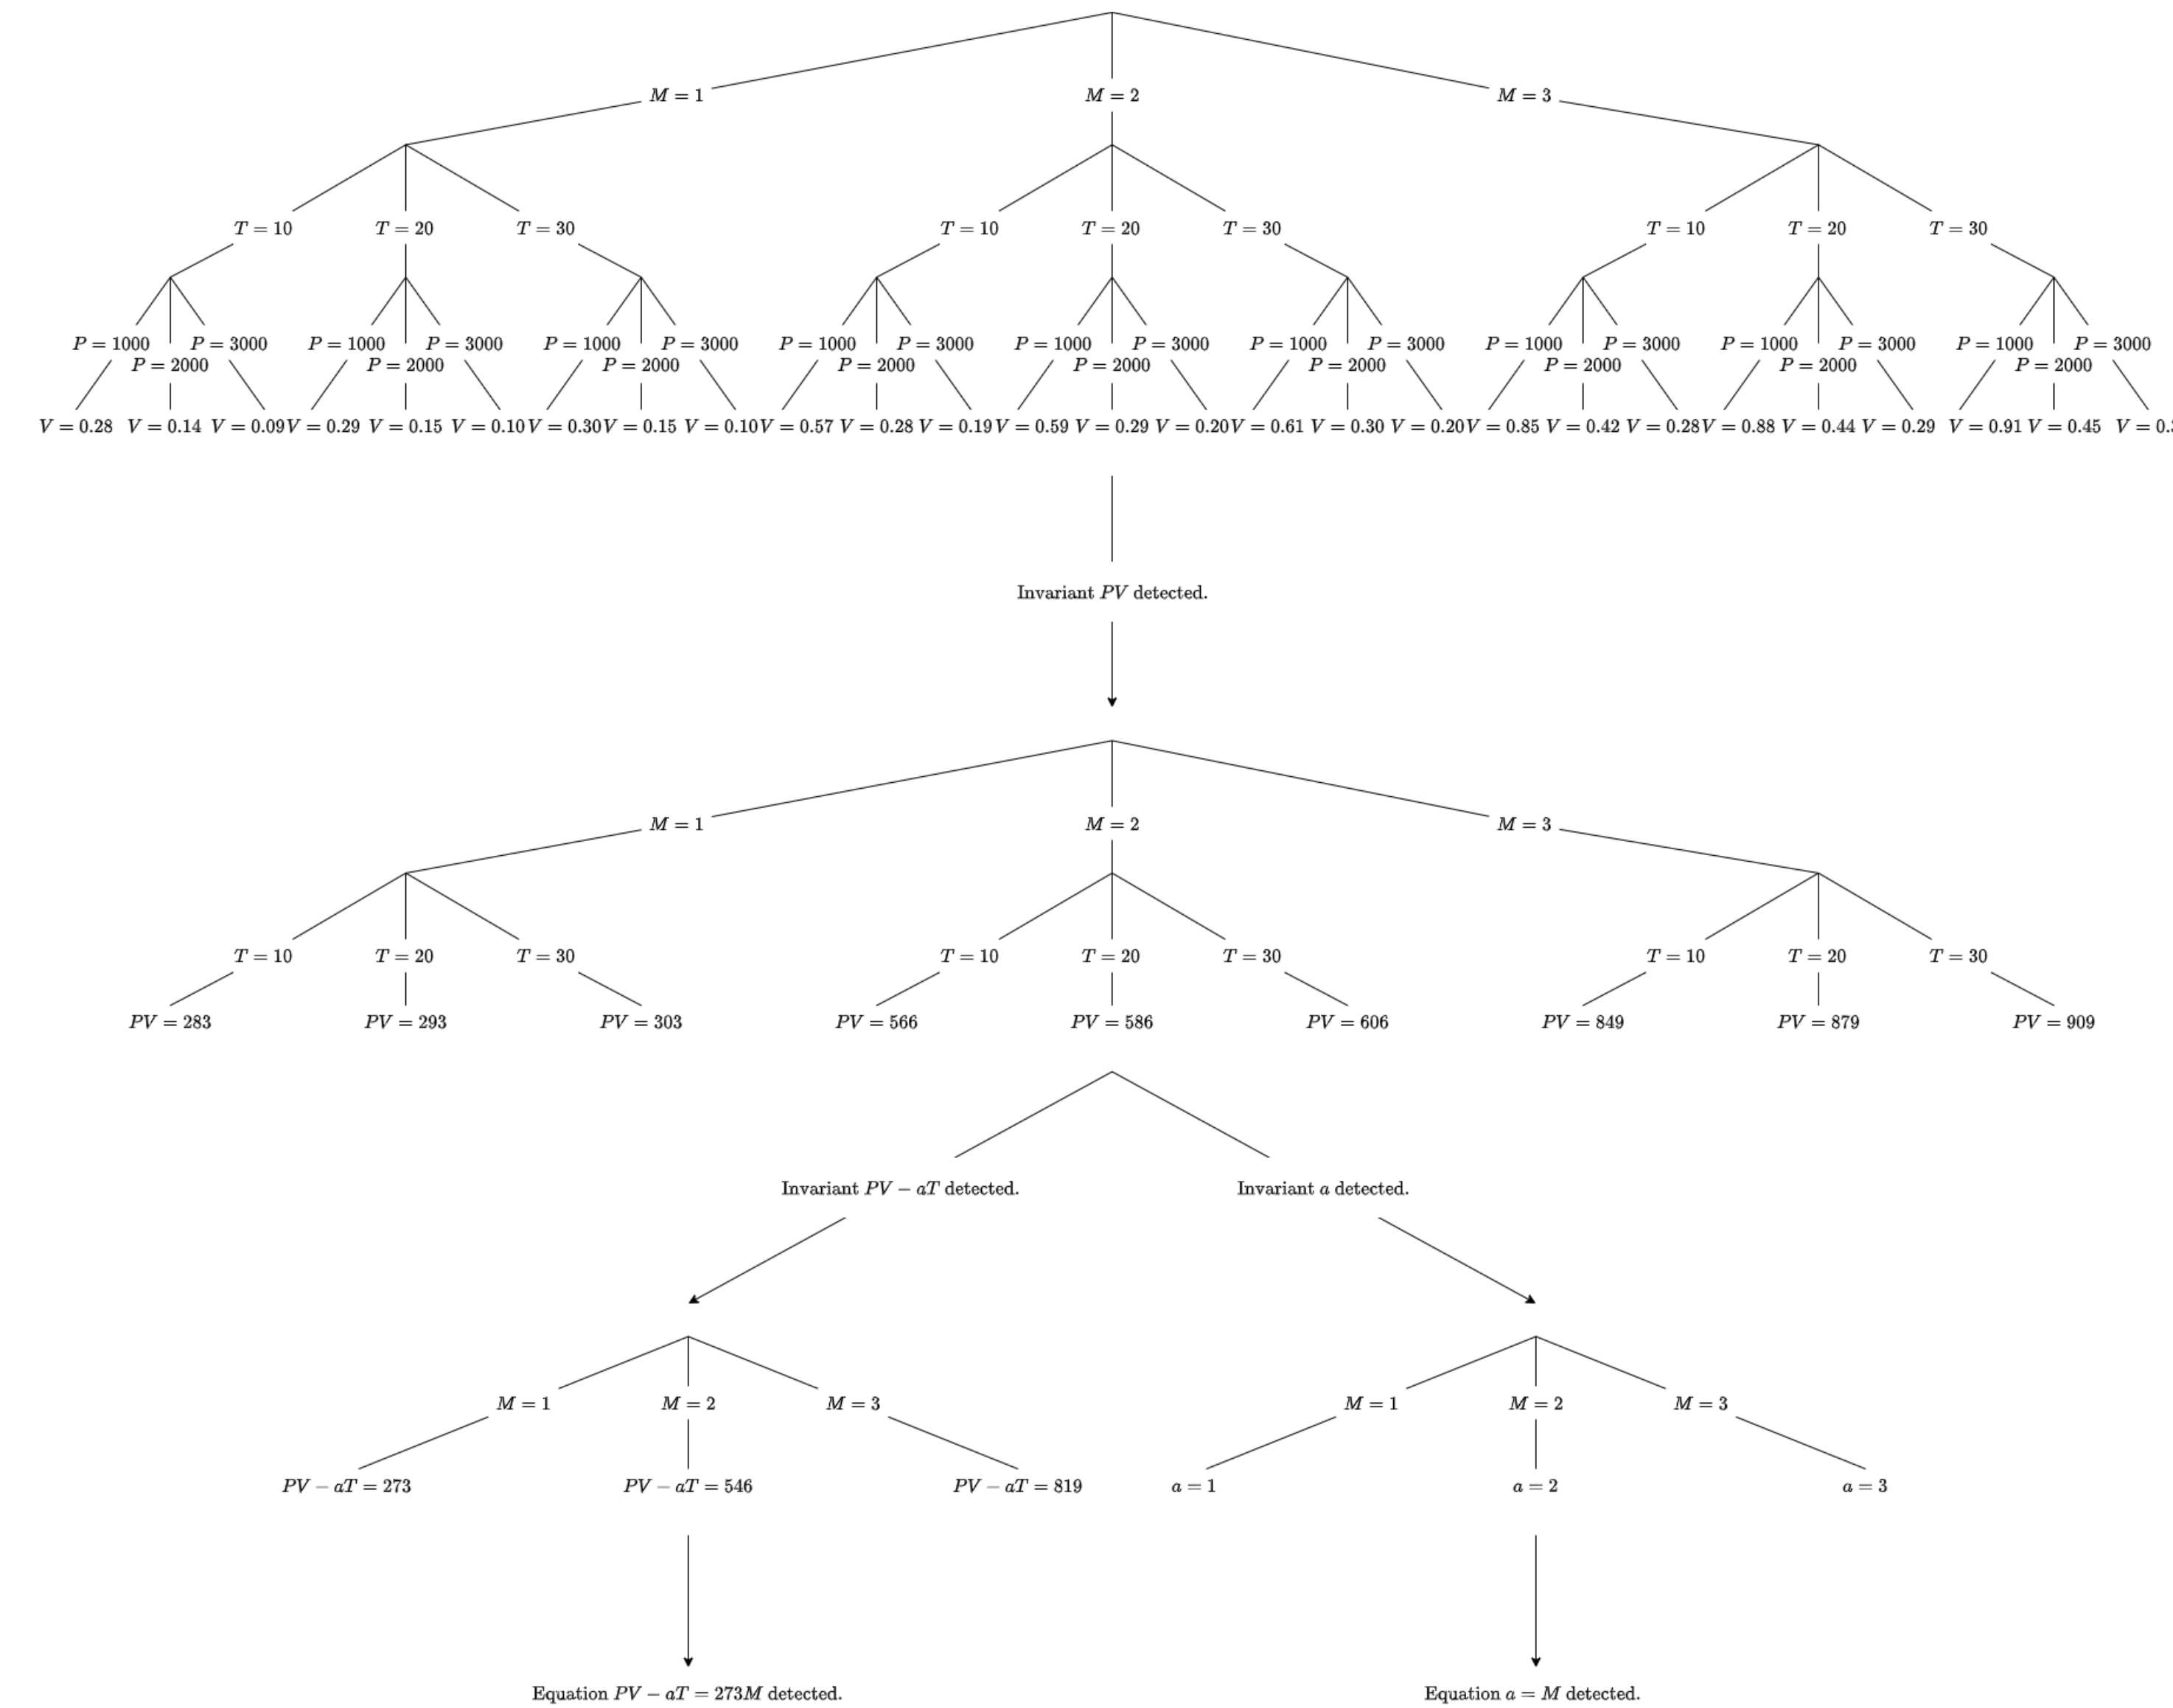 M = 1 M = 2 M = 3
T = 10 T = 20 T = 30 T = 10 T = 20 T = 30 T = 10 T = 20 T = 30
P = 1000 P = 3000 P = 1000 P = 3000 P = 1000 P = 3000 P = 1000 P = 3000 P = 1000 P = 3000 P = 1000 P = 3000 P = 1000 P = 3000 P = 1000 P = 3000 P = 1000 P = 3000
P = 2000 P = 2000 P = 2000 P = 2000 P = 2000 P = 2000 P = 2000 P = 2000 P = 2000
V = 0.28 V = 0.14 V = 0.09 V = 0.29 V = 0.15 V = 0.10 V = 0.30 V = 0.15 V = 0.10 V = 0.57 V = 0.28 V = 0.19 V = 0.59 V = 0.29 V = 0.20 V = 0.61 V = 0.30 V = 0.20 V = 0.85 V = 0.42 V = 0.28 V = 0.88 V = 0.44 V = 0.29 V = 0.91 V = 0.45 V =
Invariant PV detected.
M = 1 M = 2 M = 3
T = 10 T = 20 T = 30 T = 10 T = 20 T = 30 T = 10 T = 20 T = 30
PV = 283 PV = 293 PV = 303 PV = 566 PV = 586 PV = 606 PV = 849 PV = 879 PV = 909
Invariant PV − aT detected. Invariant a detected.
M = 1 M = 2 M = 3 M = 1 M = 2 M = 3
PV − aT = 273 PV − aT = 546 PV − aT = 819 a = 1 a = 2 a = 3
Equation PV − aT = 273M detected. Equation a = M detected.